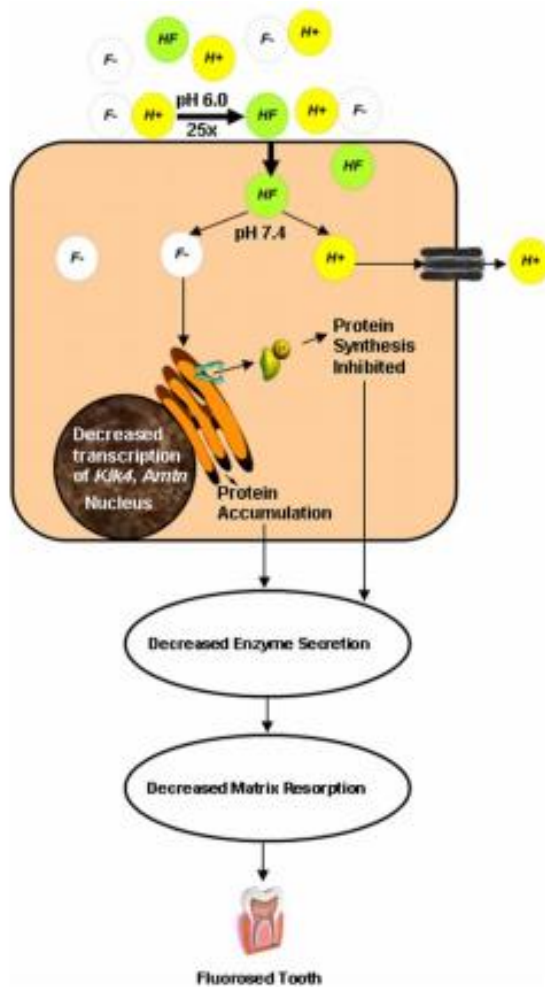 F-
HF
H+
F-
H+
F-
H+
pH 6.0
25x
HF
H+
F-
HF
HF
pH 7.4
F-
F-
H+
H+
Protein
Synthesis
Inhibited
Decreased
transcription
of Klk4, Amtn
Nucleus
Protein
Accumulation
Decreased Enzyme Secretion
Decreased Matrix Resorption
Fluorosed Tooth